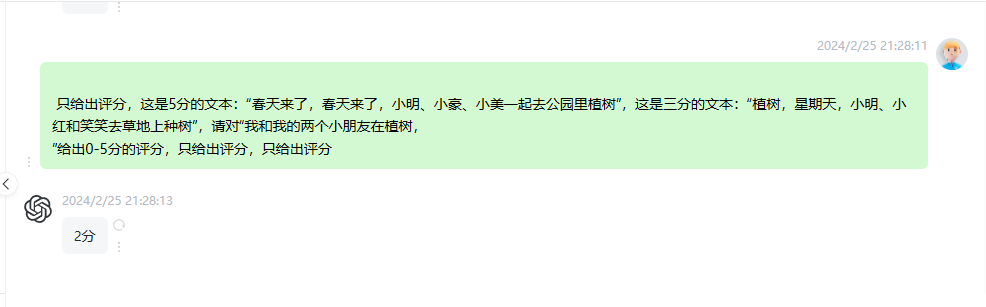 2024/2/25 21:28:11
只给出评分，这是5分的文本：“春天来了，春天来了，小明、小豪、小美一起去公园里植树”，这是三分的文本：“植树，星期天，小明、小
红和笑笑去草地上种树”，请对“我和我的两个小朋友在植树，
”给出0-5分的评分，只给出评分，只给出评分
2024/2/25 21:28:13
2分